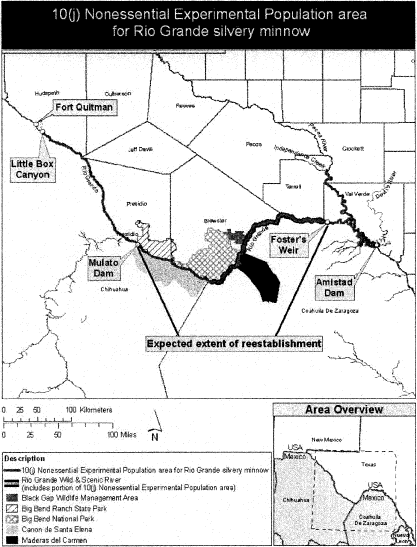 10(j) Nonessential Experimental Population area
for Rio Grande silvery minnow
Hudspeth
Culberson
Reeves
Fort Quitman
Pecos River
Jeff Davis
Pecos
Independence Creek
Crockett
Little Box
Canyon
Rio Grande
Terrell
Val Verde
Presidio
Brewster
Presidio
Rio Grande
Foster's
Weir
Mulato
Dam
Amistad
Dam
Chihuahua
Coahuila De Zaragoza
Expected extent of reestablishment
0 25 50 100 Kilometers
0 25 50 100 Miles
N
Area Overview
New Mexico
USA
Mexico
Texas
USA
Mexico
Chihuahua
Coahuila De
Zaragoza
Nuevo
Leon
Description
10(j) Nonessential Experimental Population area for Rio Grande silvery minnow
Rio Grande Wild & Scenic River
(includes portion of 10(j) Nonessential Experimental Population area)
Black Gap Wildlife Management Area
Big Bend Ranch State Park
Big Bend National Park
Canon de Santa Elena
Maderas del Carmen